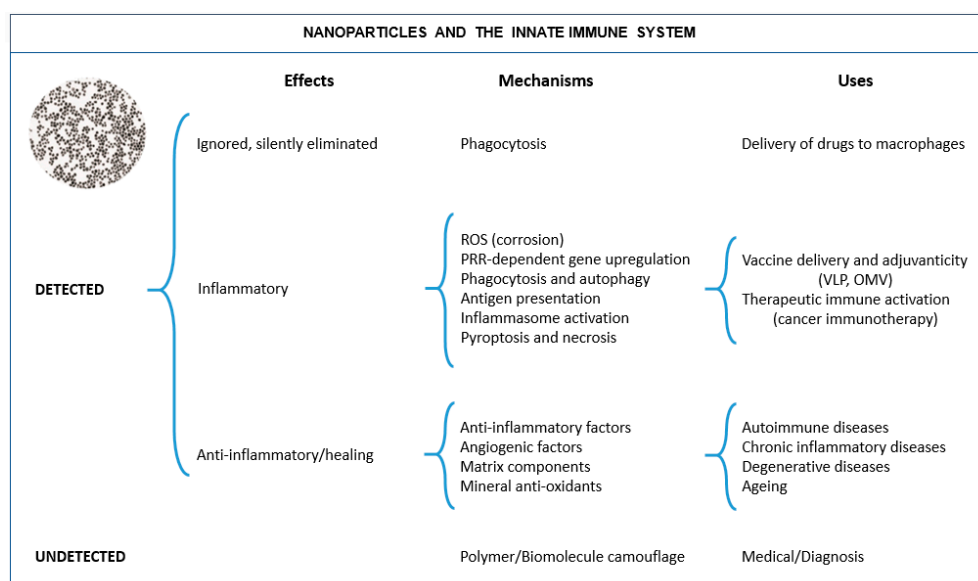 NANOPARTICLES AND THE INNATE IMMUNE SYSTEM
Effects Mechanisms Uses
Ignored, silently eliminated Phagocytosis Delivery of drugs to macrophages
DETECTED
Inflammatory
ROS (corrosion)
PRR-dependent gene upregulation
Phagocytosis and autophagy
Antigen presentation
Inflammasome activation
Pyroptosis and necrosis
Vaccine delivery and adjuvanticity
(VLP, OMV)
Therapeutic immune activation
(cancer immunotherapy)
Anti-inflammatory/healing
Anti-inflammatory factors
Angiogenic factors
Matrix components
Mineral anti-oxidants
Autoimmune diseases
Chronic inflammatory diseases
Degenerative diseases
Ageing
UNDETECTED Polymer/Biomolecule camouflage Medical/Diagnosis